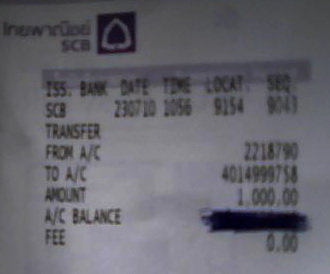 ไทยพาณิชย์
SCB
ISS. BANK DATE TIME LOCAT. SEQ.
SCB 230710 1056 9154 9043
TRANSFER
FROM A/C 2218790
TO A/C 4014999758
AMOUNT 1,000.00
A/C BALANCE
FEE 0.00